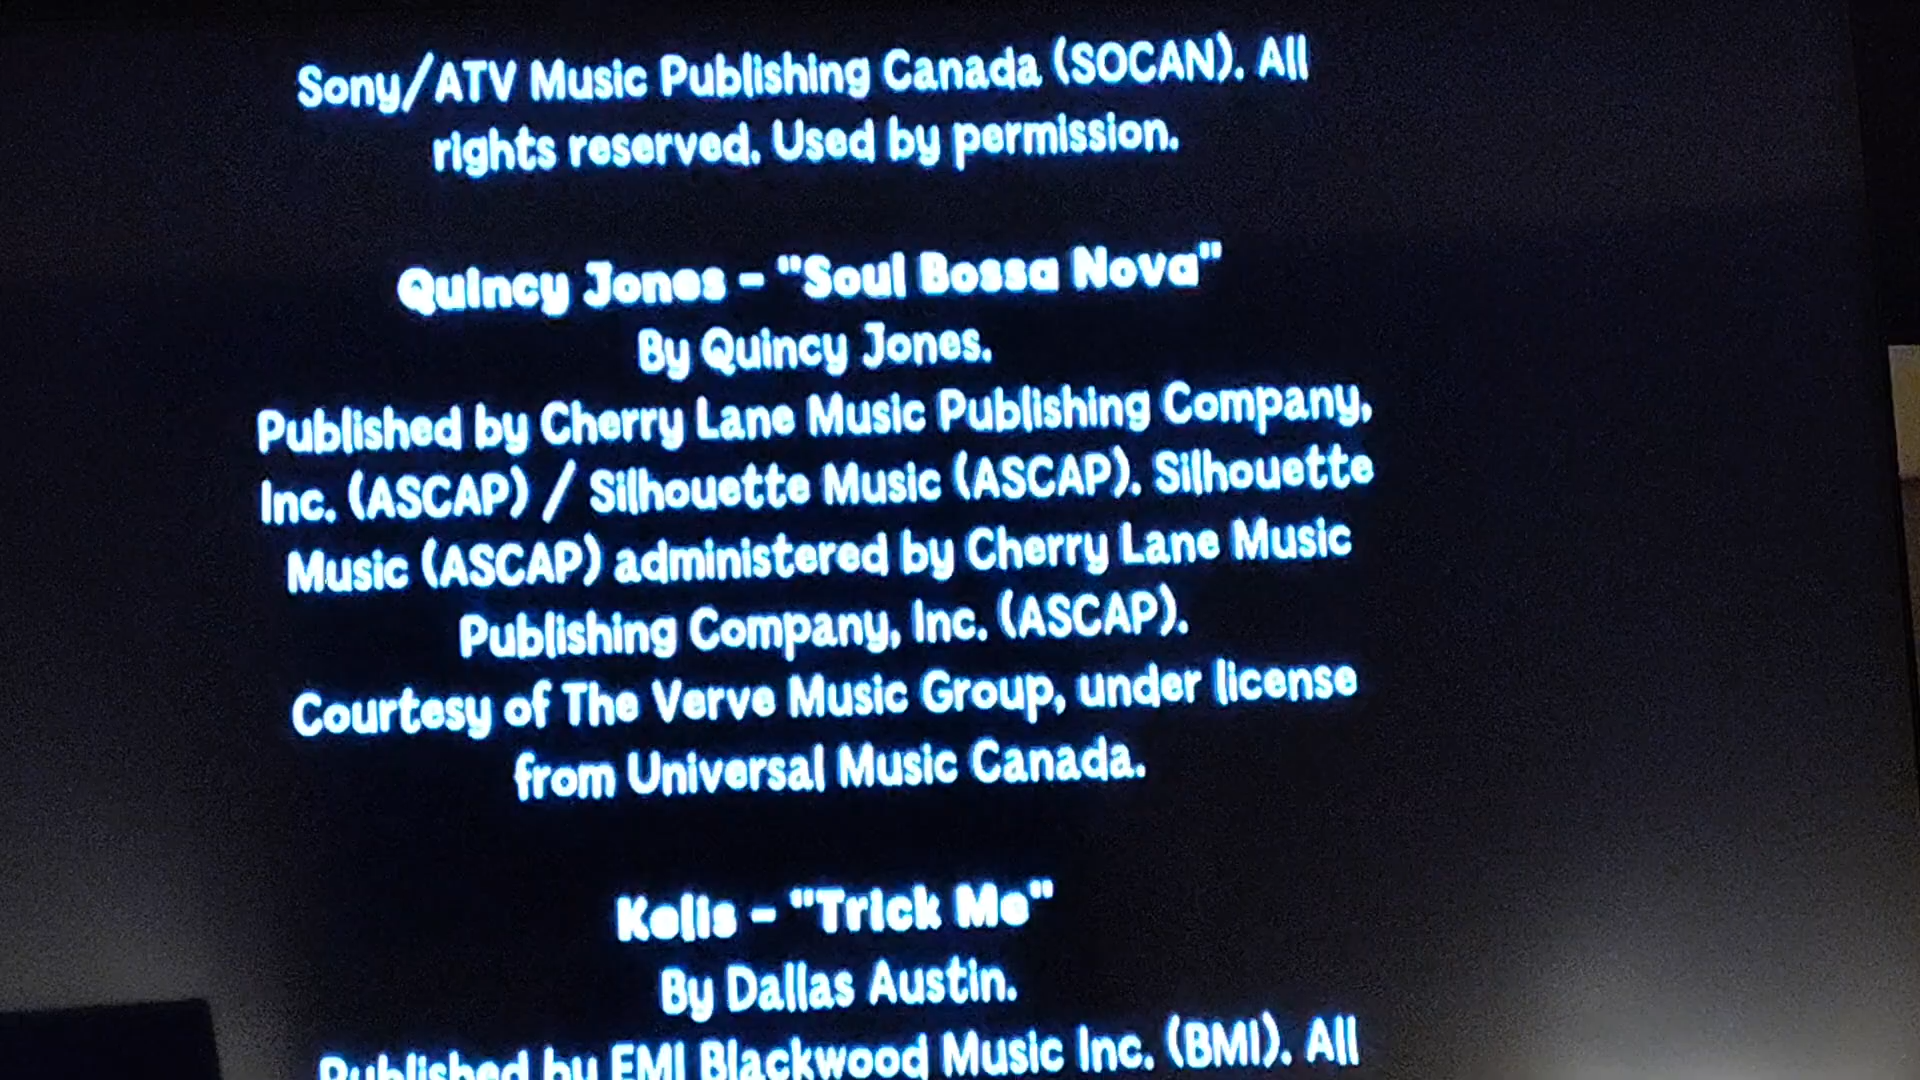 Sony/ATV Music Publishing Canada (SOCAN). All
rights reserved. Used by permission.
Quincy Jones - "Soul Bossa Nova"
By Quincy Jones.
Published by Cherry Lane Music Publishing Company,
Inc. (ASCAP) / Silhouette Music (ASCAP). Silhouette
Music (ASCAP) administered by Cherry Lane Music
Publishing Company, Inc. (ASCAP).
Courtesy of The Verve Music Group, under license
from Universal Music Canada.
Kelis - "Trick Me"
By Dallas Austin.
Published by EMI Blackwood Music Inc. (BMI). All